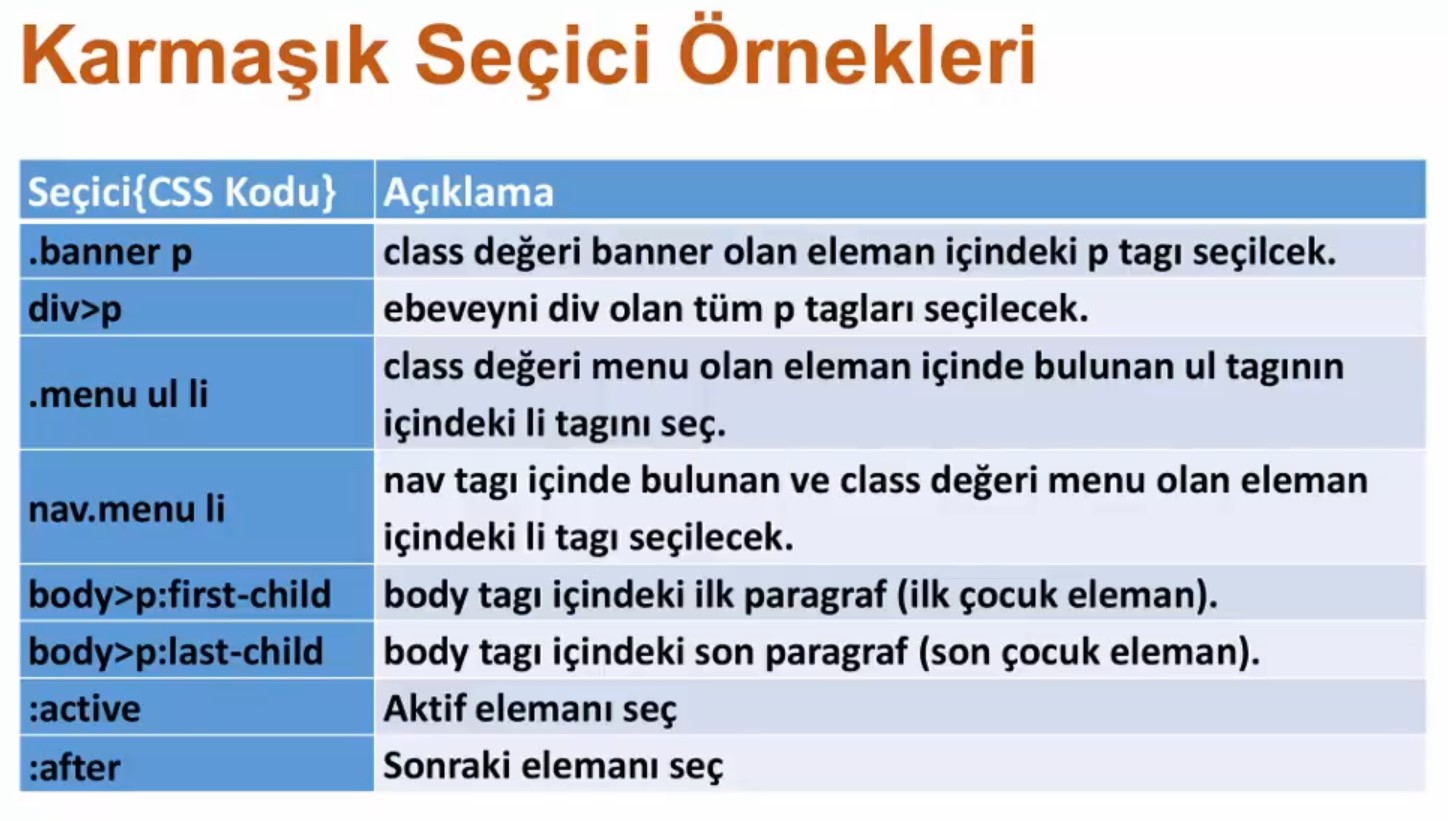 Karmaşık Seçici Örnekleri
Seçici{CSS Kodu} Açıklama
.banner p class değeri banner olan eleman içindeki p tagı seçilcek.
div>p ebeveyni div olan tüm p tagları seçilecek.
.menu ul li class değeri menu olan eleman içinde bulunan ul tagının
içindeki li tagını seç.
nav.menu li nav tagı içinde bulunan ve class değeri menu olan eleman
içindeki li tagı seçilecek.
body>p:first-child body tagı içindeki ilk paragraf (ilk çocuk eleman).
body>p:last-child body tagı içindeki son paragraf (son çocuk eleman).
:active Aktif elemanı seç
:after Sonraki elemanı seç